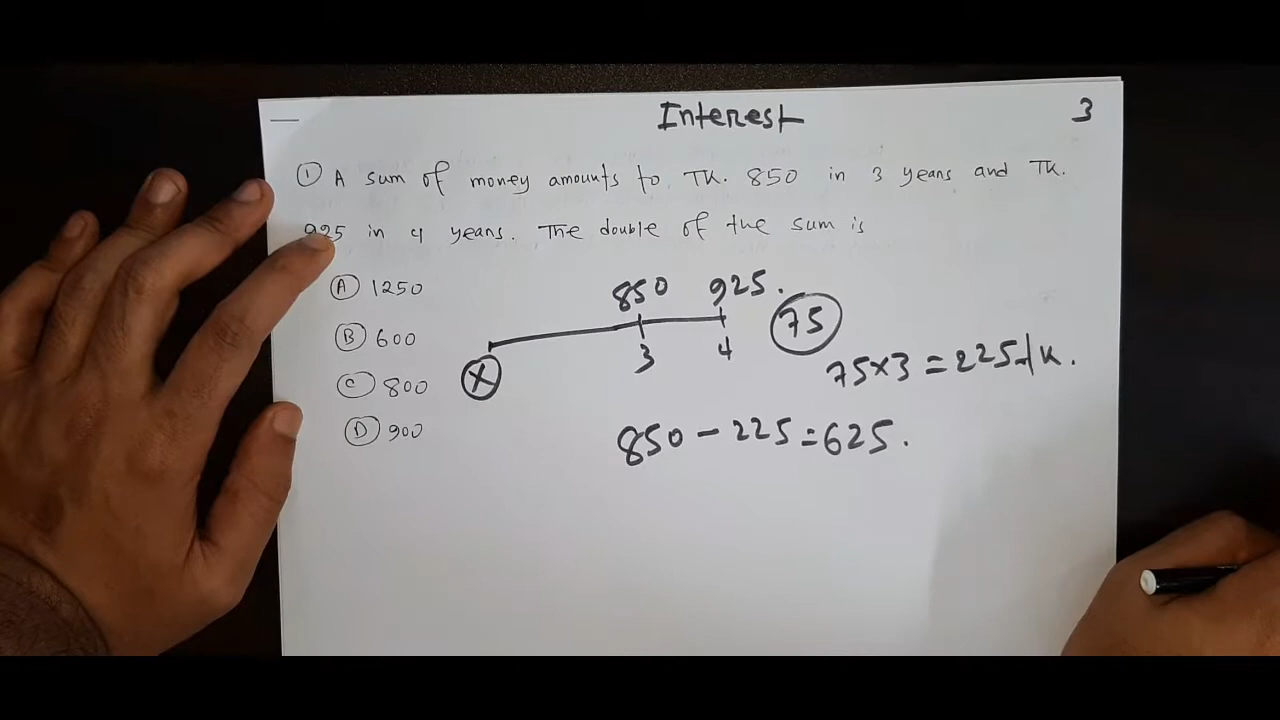 Interest
3
① A sum of money amounts to TK. 850 in 3 years and TK.
925 in 4 years. The double of the sum is
Ⓐ 1250
Ⓑ 600
Ⓒ 800
Ⓓ 900
850 925.
X 3 4
75
75×3 = 225 TK.
850 - 225 = 625.